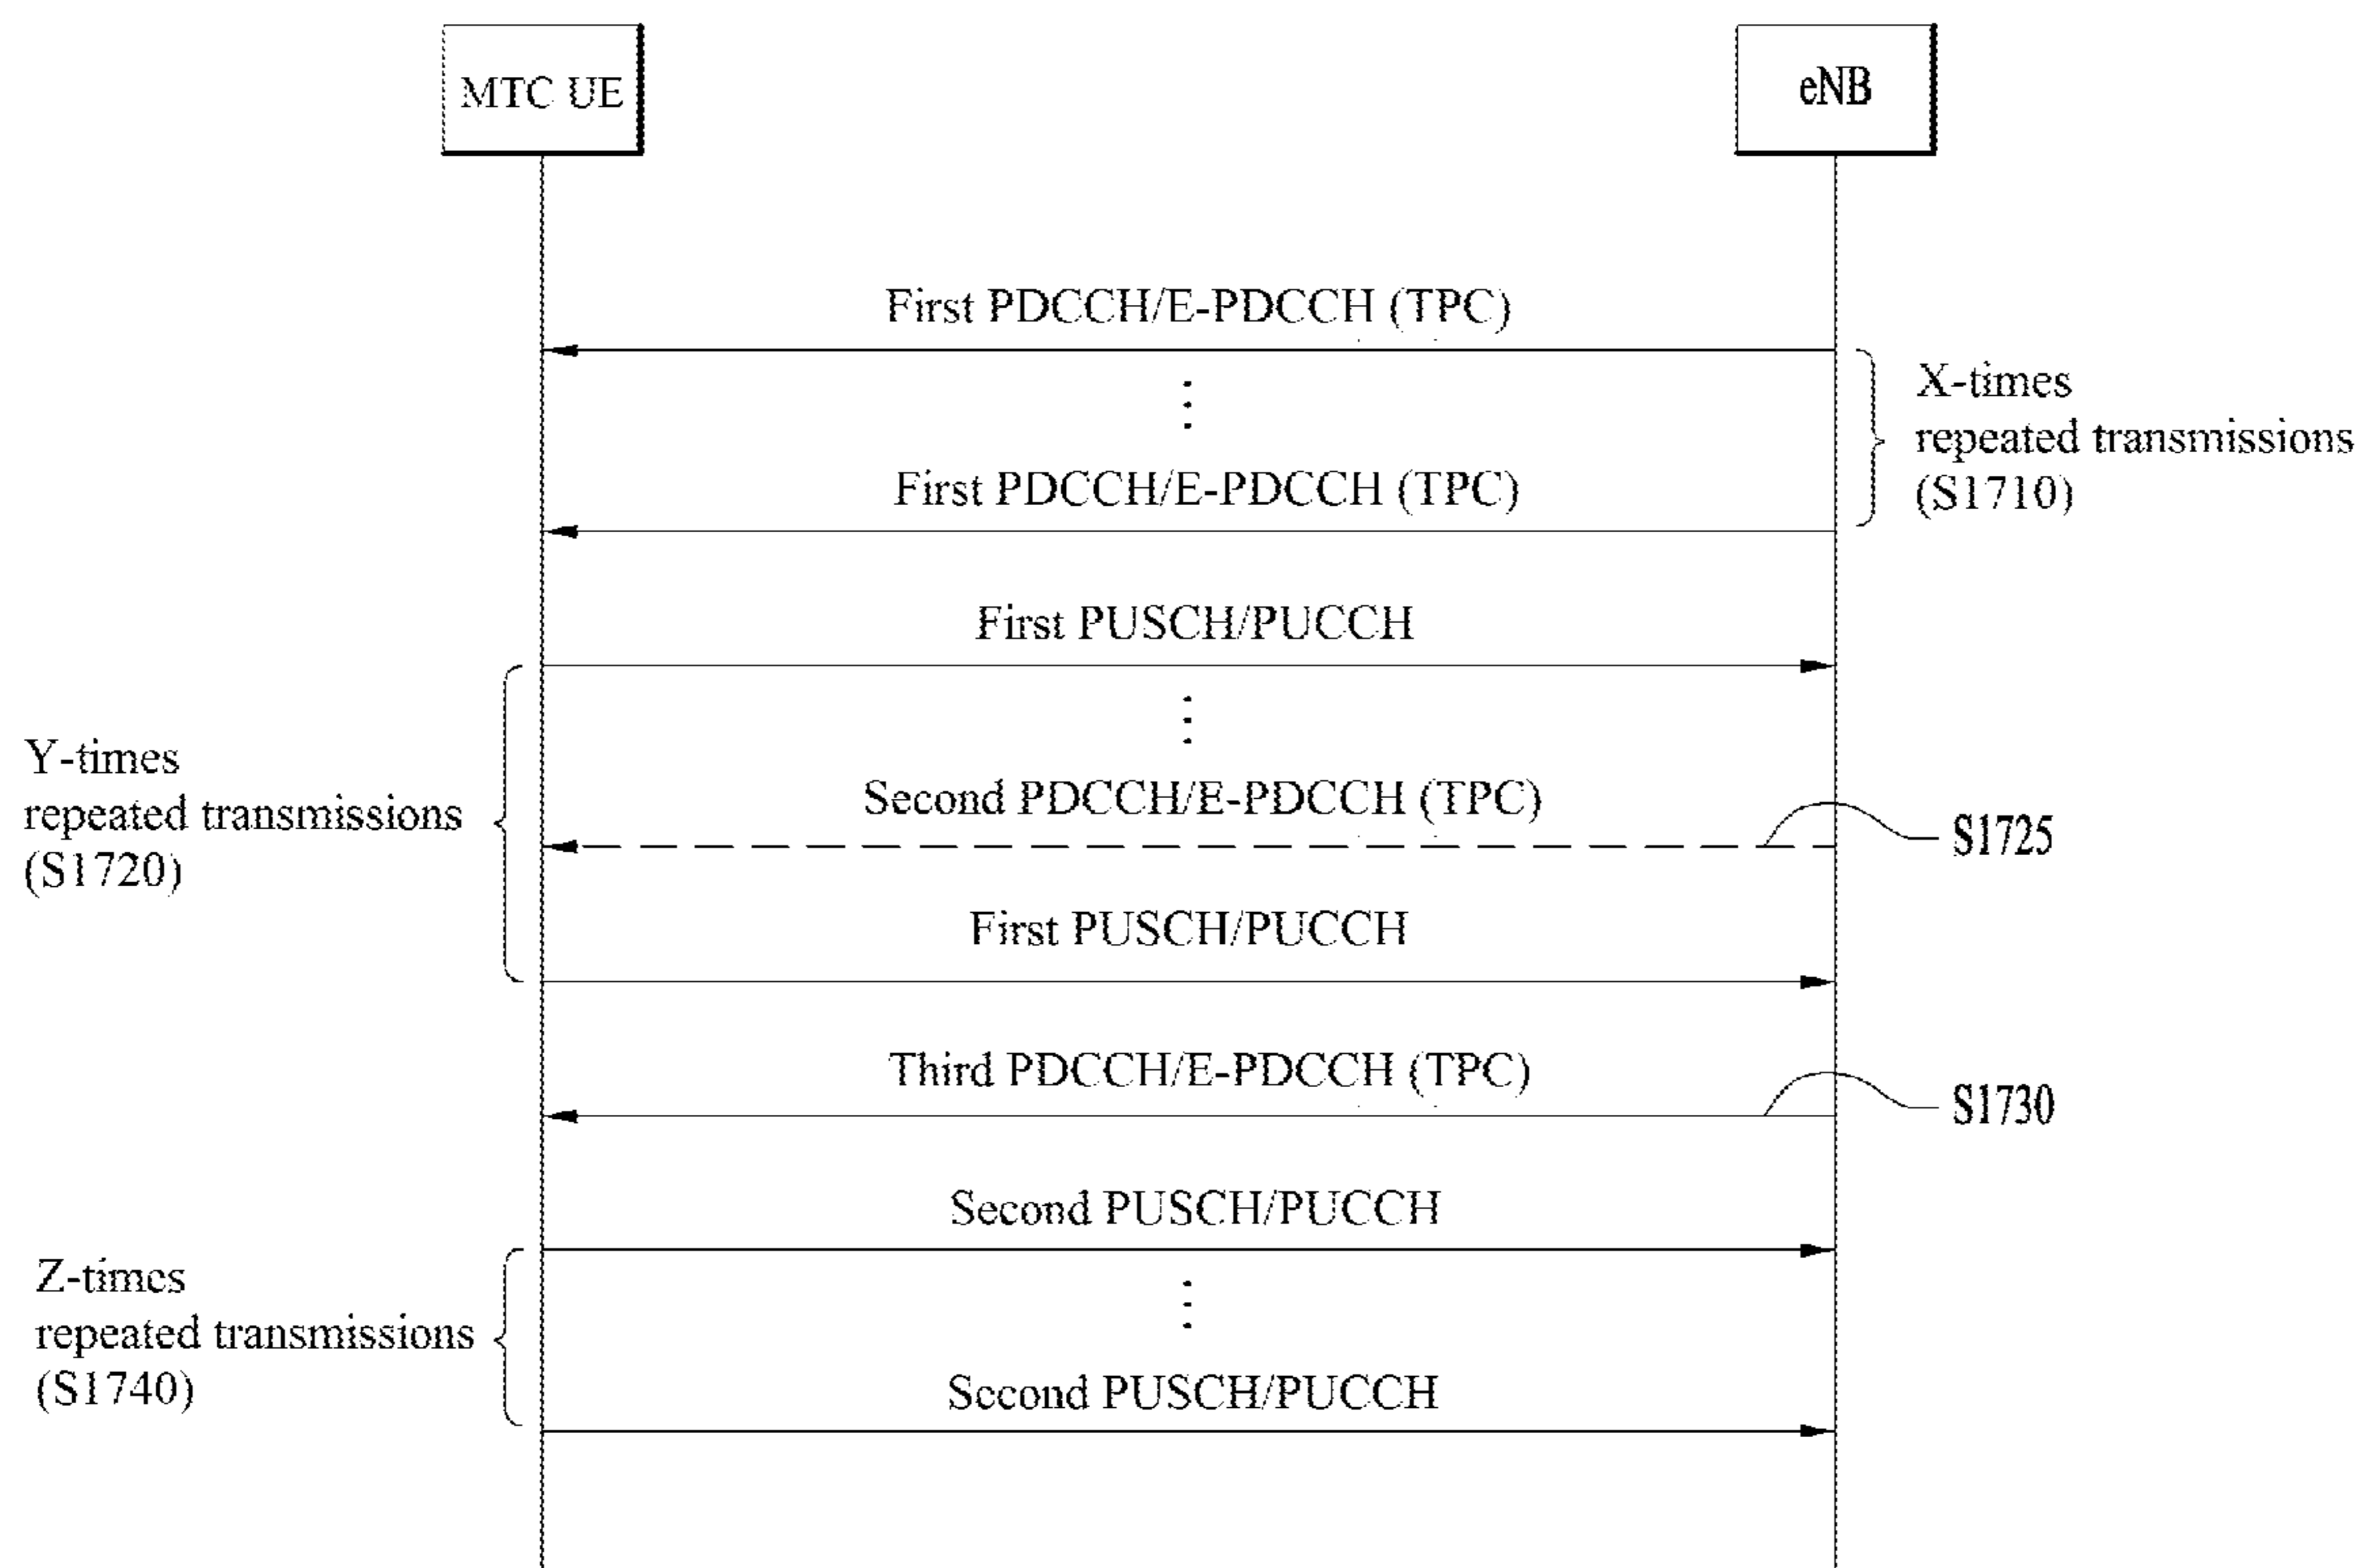 MTC UE
eNB
First PDCCH/E-PDCCH (TPC)
X-times
repeated transmissions
(S1710)
First PDCCH/E-PDCCH (TPC)
First PUSCH/PUCCH
Y-times
repeated transmissions
(S1720)
Second PDCCH/E-PDCCH (TPC)
S1725
First PUSCH/PUCCH
Third PDCCH/E-PDCCH (TPC)
S1730
Second PUSCH/PUCCH
Z-times
repeated transmissions
(S1740)
Second PUSCH/PUCCH